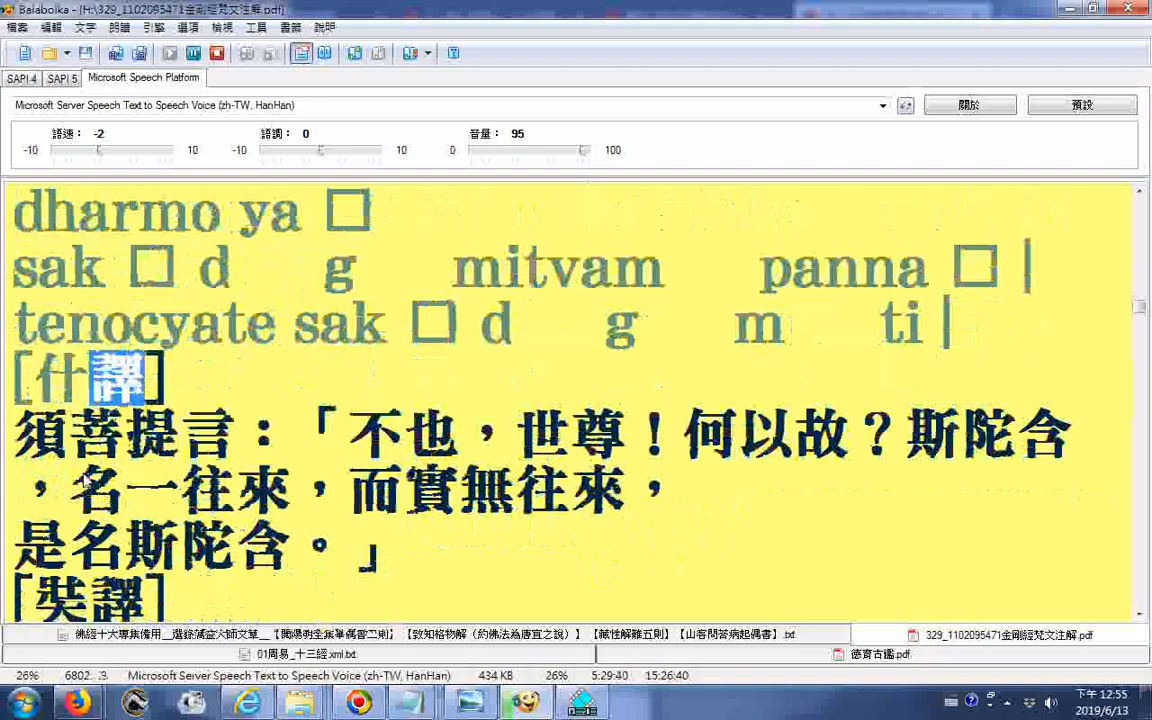 Balabolka - [H:\329_1102095471金剛經梵文注解.pdf]
檔案 編輯 文字 朗讀 引擎 選項 檢視 工具 書籤 說明
SAPI 4 SAPI 5 Microsoft Speech Platform
Microsoft Server Speech Text to Speech Voice (zh-TW, HanHan) 關於 預設
語速： -2 語調： 0 音量： 95
-10 10 -10 10 0 100
dharmo ya □
sak □ d g mitvam panna □ |
tenocyate sak □ d g m ti |
[什譯]
須菩提言：「不也，世尊！何以故？斯陀含
，名一往來，而實無往來，
是名斯陀含。」
[奘譯]
329_1102095471金剛經梵文注解.pdf
01周易_十三經.xml.txt 德育古鑑.pdf
26% Microsoft Server Speech Text to Speech Voice (zh-TW, HanHan) 434 KB 26% 5:29:40 15:26:40
下午 12:55
2019/6/13